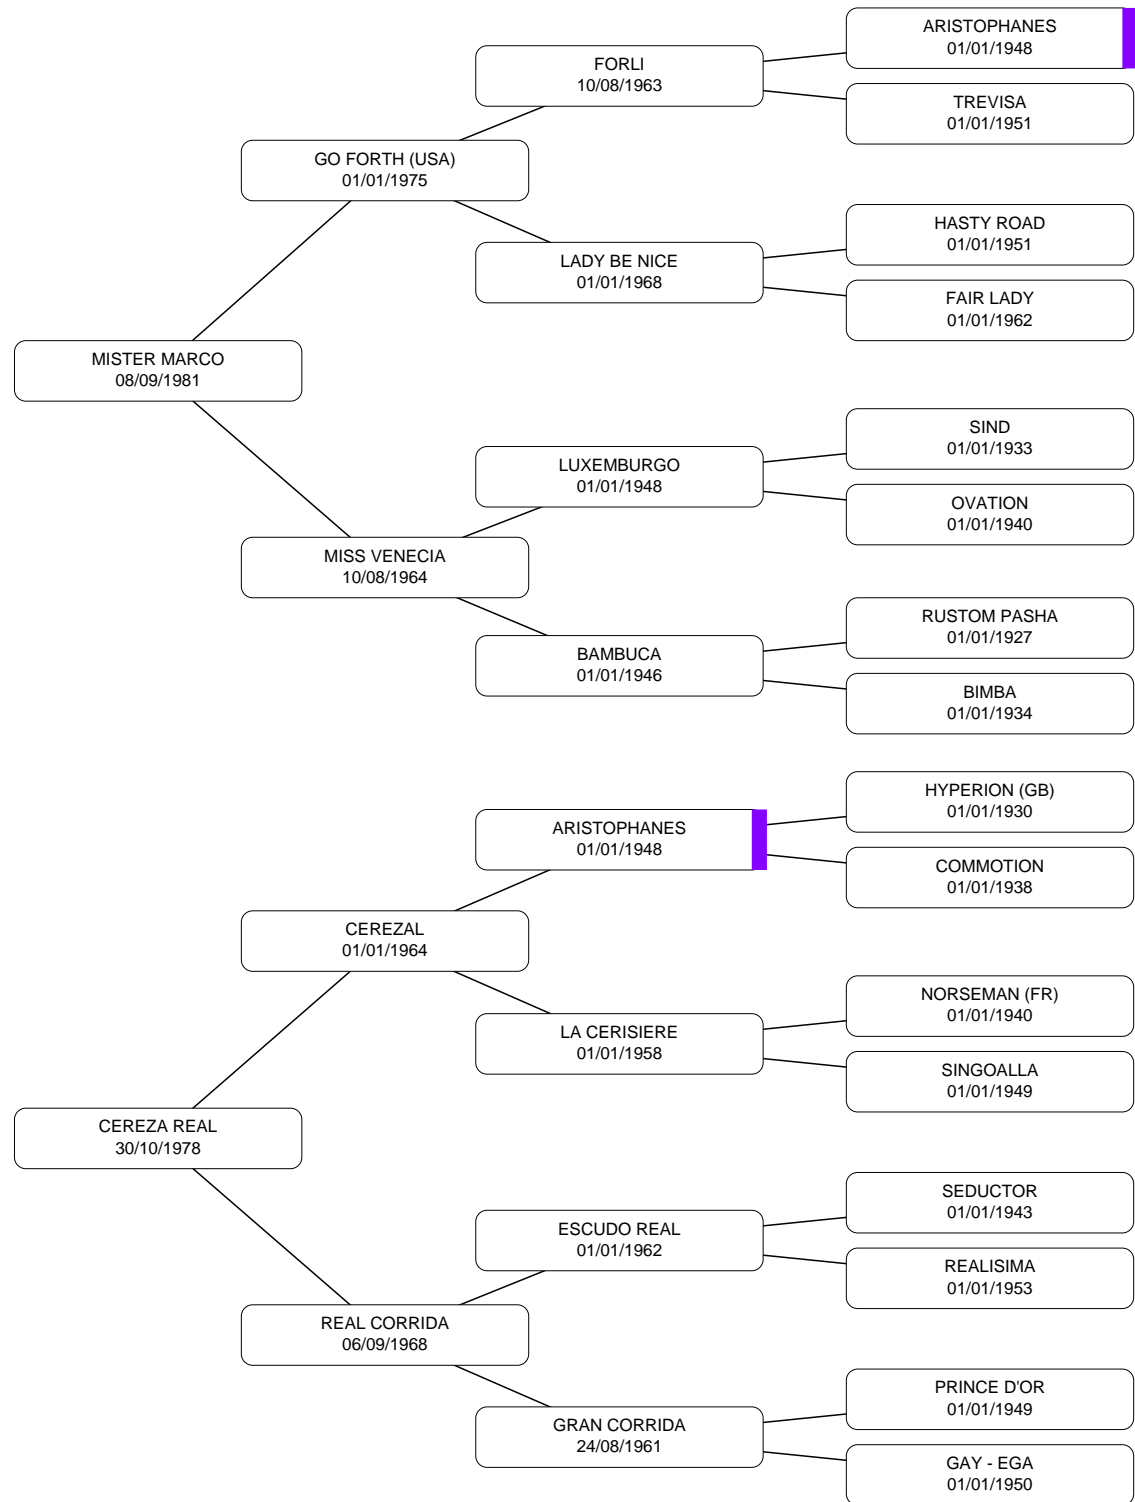 ARISTOPHANES
01/01/1948
FORLI
10/08/1963
TREVISA
01/01/1951
GO FORTH (USA)
01/01/1975
HASTY ROAD
01/01/1951
LADY BE NICE
01/01/1968
FAIR LADY
01/01/1962
MISTER MARCO
08/09/1981
SIND
01/01/1933
LUXEMBURGO
01/01/1948
OVATION
01/01/1940
MISS VENECIA
10/08/1964
RUSTOM PASHA
01/01/1927
BAMBUCA
01/01/1946
BIMBA
01/01/1934
HYPERION (GB)
01/01/1930
ARISTOPHANES
01/01/1948
COMMOTION
01/01/1938
CEREZAL
01/01/1964
NORSEMAN (FR)
01/01/1940
LA CERISIERE
01/01/1958
SINGOALLA
01/01/1949
CEREZA REAL
30/10/1978
SEDUCTOR
01/01/1943
ESCUDO REAL
01/01/1962
REALISIMA
01/01/1953
REAL CORRIDA
06/09/1968
PRINCE D'OR
01/01/1949
GRAN CORRIDA
24/08/1961
GAY - EGA
01/01/1950